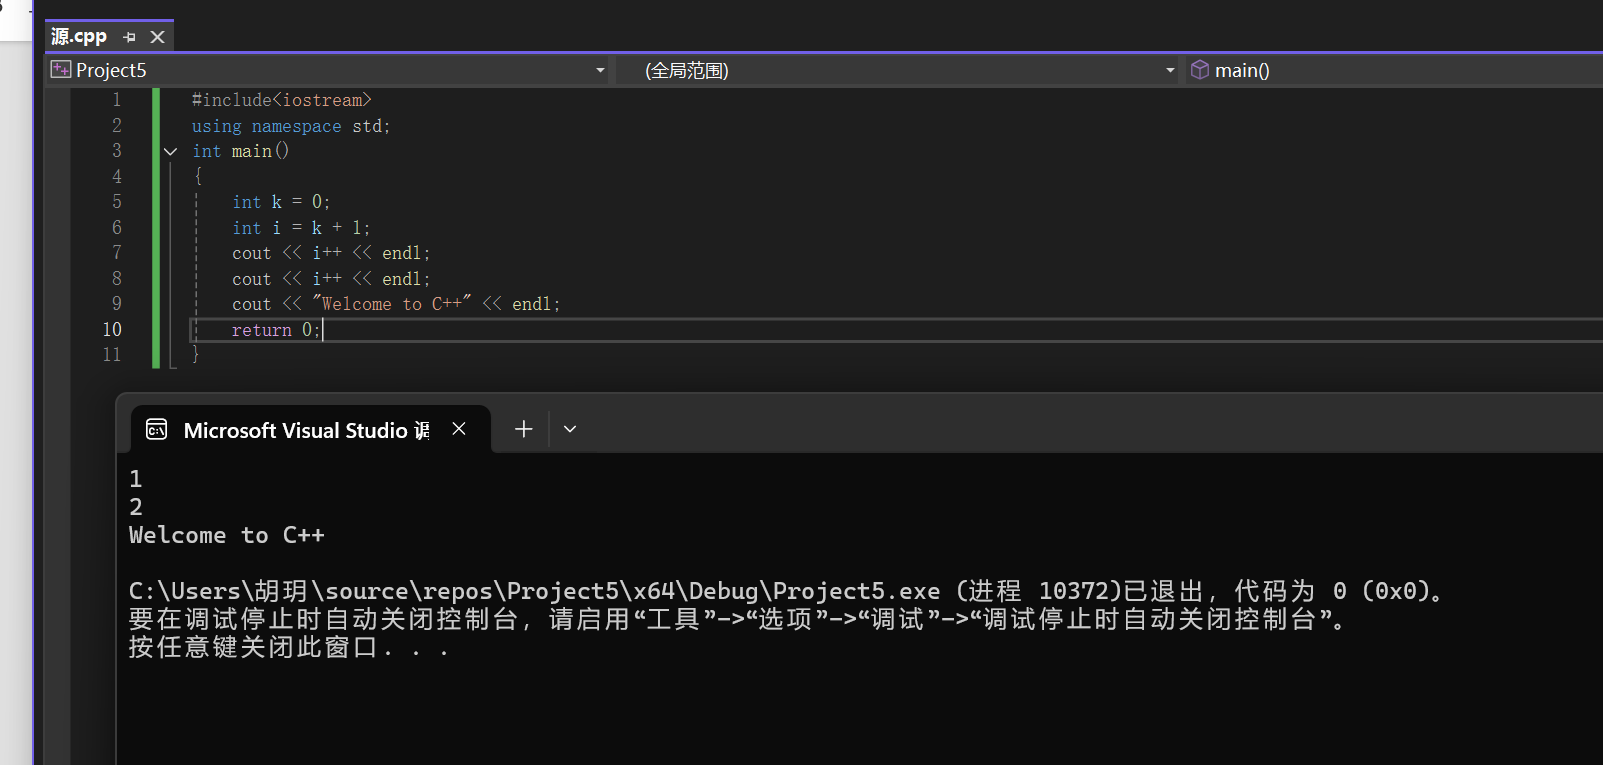 源.cpp
Project5 (全局范围) main()
1 #include<iostream>
2 using namespace std;
3 int main()
4 {
5 int k = 0;
6 int i = k + 1;
7 cout << i++ << endl;
8 cout << i++ << endl;
9 cout << "Welcome to C++" << endl;
10 return 0;
11 }
Microsoft Visual Studio 调
1
2
Welcome to C++
C:\Users\胡玥\source\repos\Project5\x64\Debug\Project5.exe (进程 10372)已退出，代码为 0 (0x0)。
要在调试停止时自动关闭控制台，请启用“工具”->“选项”->“调试”->“调试停止时自动关闭控制台”。
按任意键关闭此窗口. . .